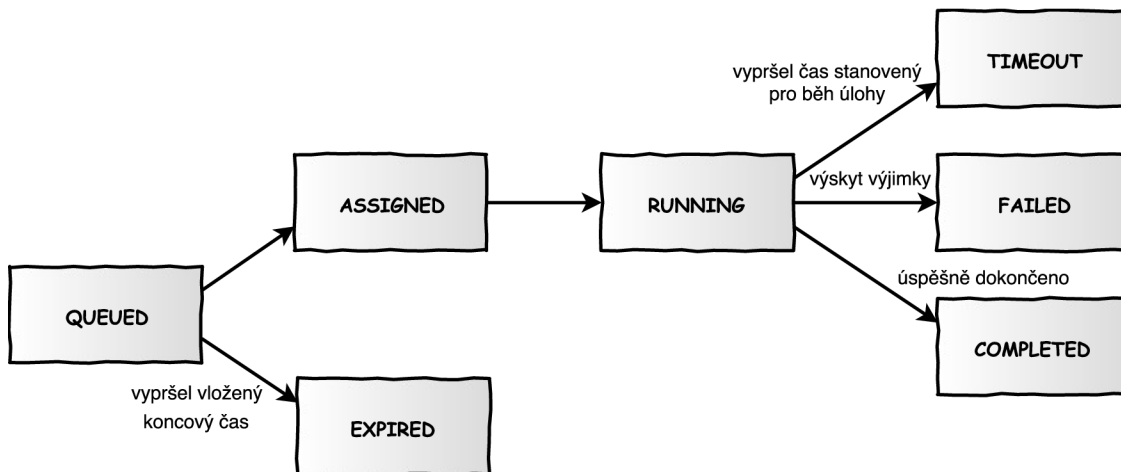 TIMEOUT
vypršel čas stanovený
pro běh úlohy
ASSIGNED
RUNNING
výskyt výjimky
FAILED
úspěšně dokončeno
QUEUED
COMPLETED
vypršel vložený
koncový čas
EXPIRED